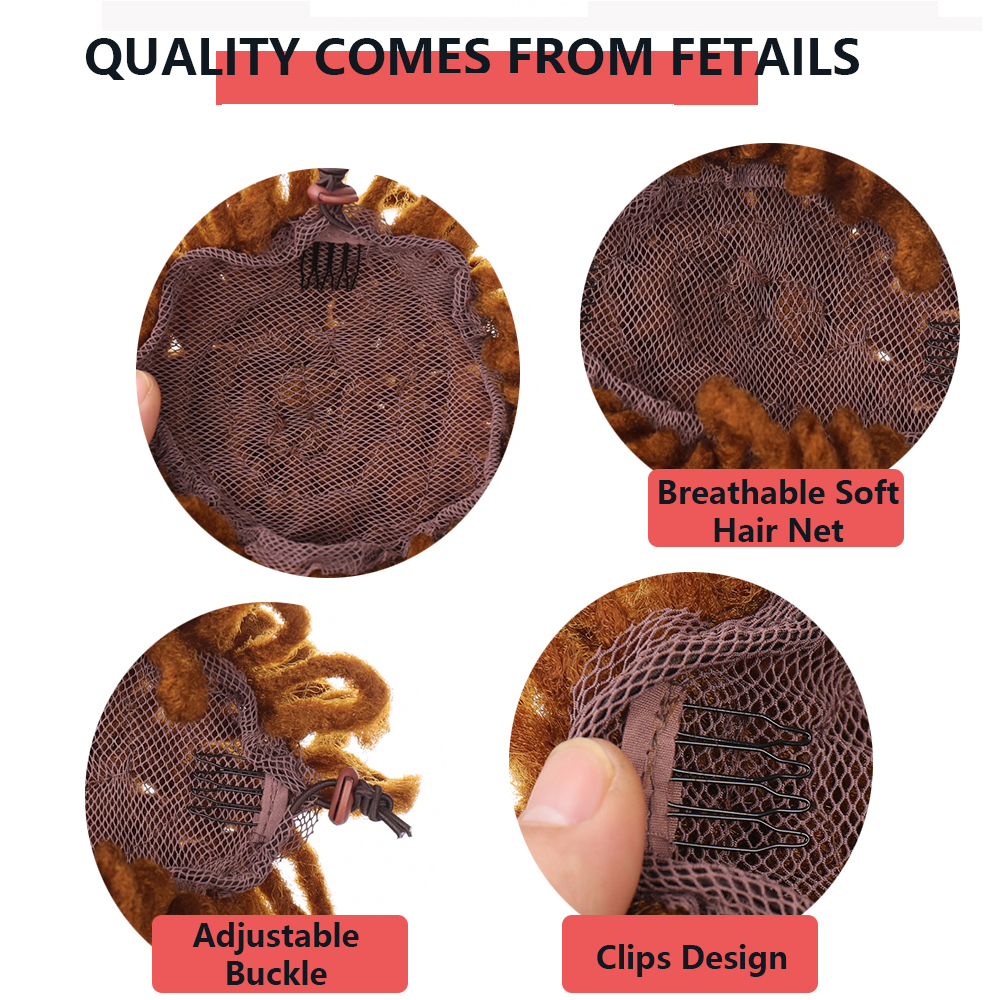 QUALITY COMES FROM FETAILS
Breathable Soft
Hair Net
Adjustable
Buckle
Clips Design